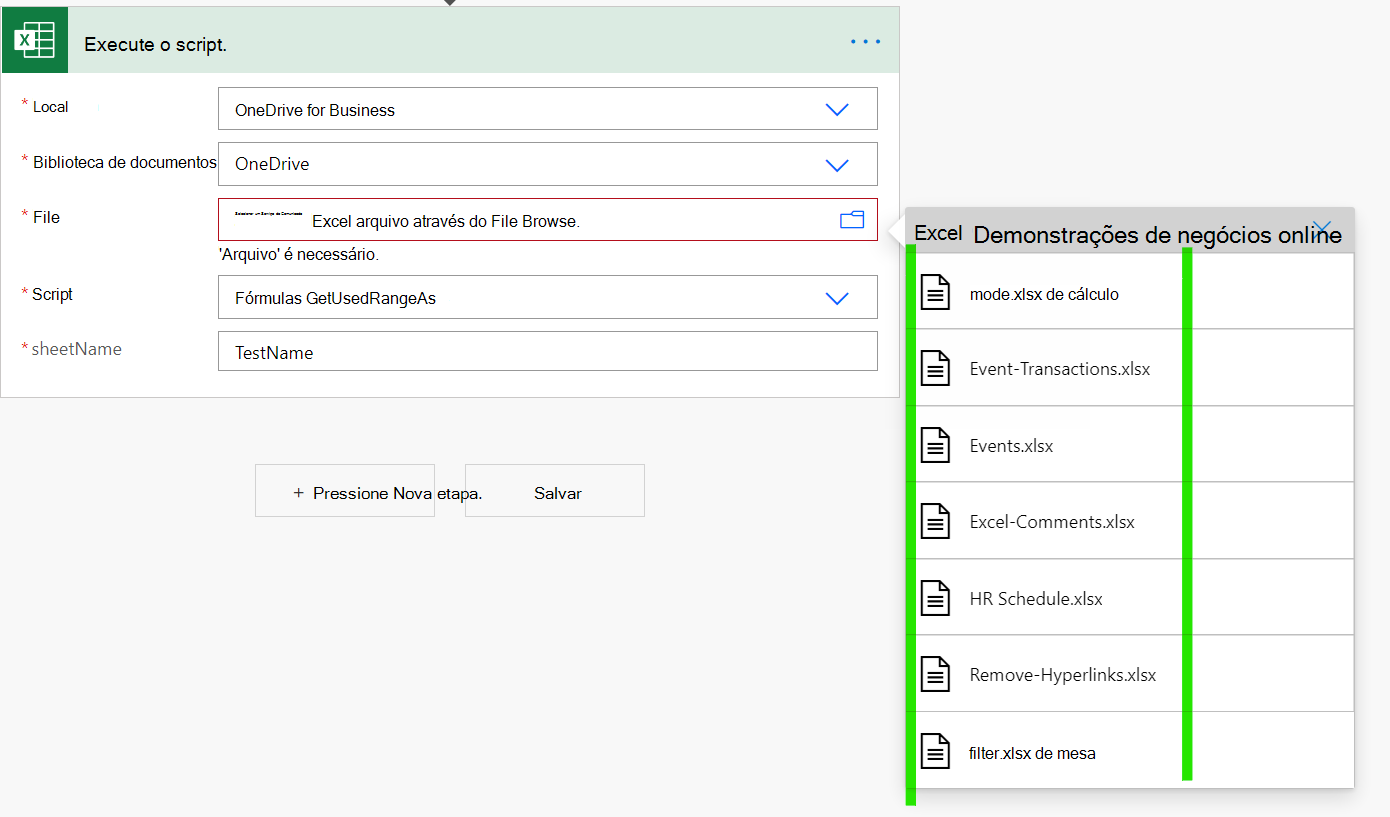 Execute o script.
* Local
OneDrive for Business
* Biblioteca de documentos
OneDrive
* File
Excel arquivo através do File Browse.
'Arquivo' é necessário.
* Script
Fórmulas GetUsedRangeAs
* sheetName
TestName
+ Pressione Nova etapa.
Salvar
Excel Demonstrações de negócios online
mode.xlsx de cálculo
Event-Transactions.xlsx
Events.xlsx
Excel-Comments.xlsx
HR Schedule.xlsx
Remove-Hyperlinks.xlsx
filter.xlsx de mesa